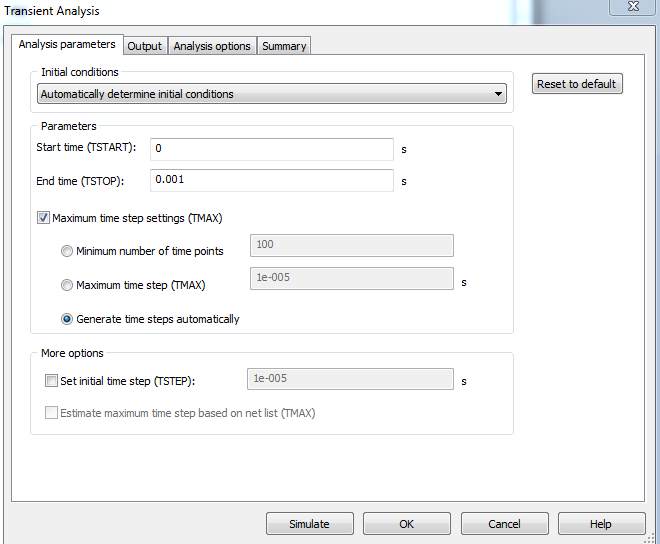 Transient Analysis
Analysis parameters Output Analysis options Summary
Initial conditions
Automatically determine initial conditions
Reset to default
Parameters
Start time (TSTART): 0 s
End time (TSTOP): 0.001 s
Maximum time step settings (TMAX)
Minimum number of time points 100
Maximum time step (TMAX) 1e-005 s
Generate time steps automatically
More options
Set initial time step (TSTEP): 1e-005 s
Estimate maximum time step based on net list (TMAX)
Simulate OK Cancel Help